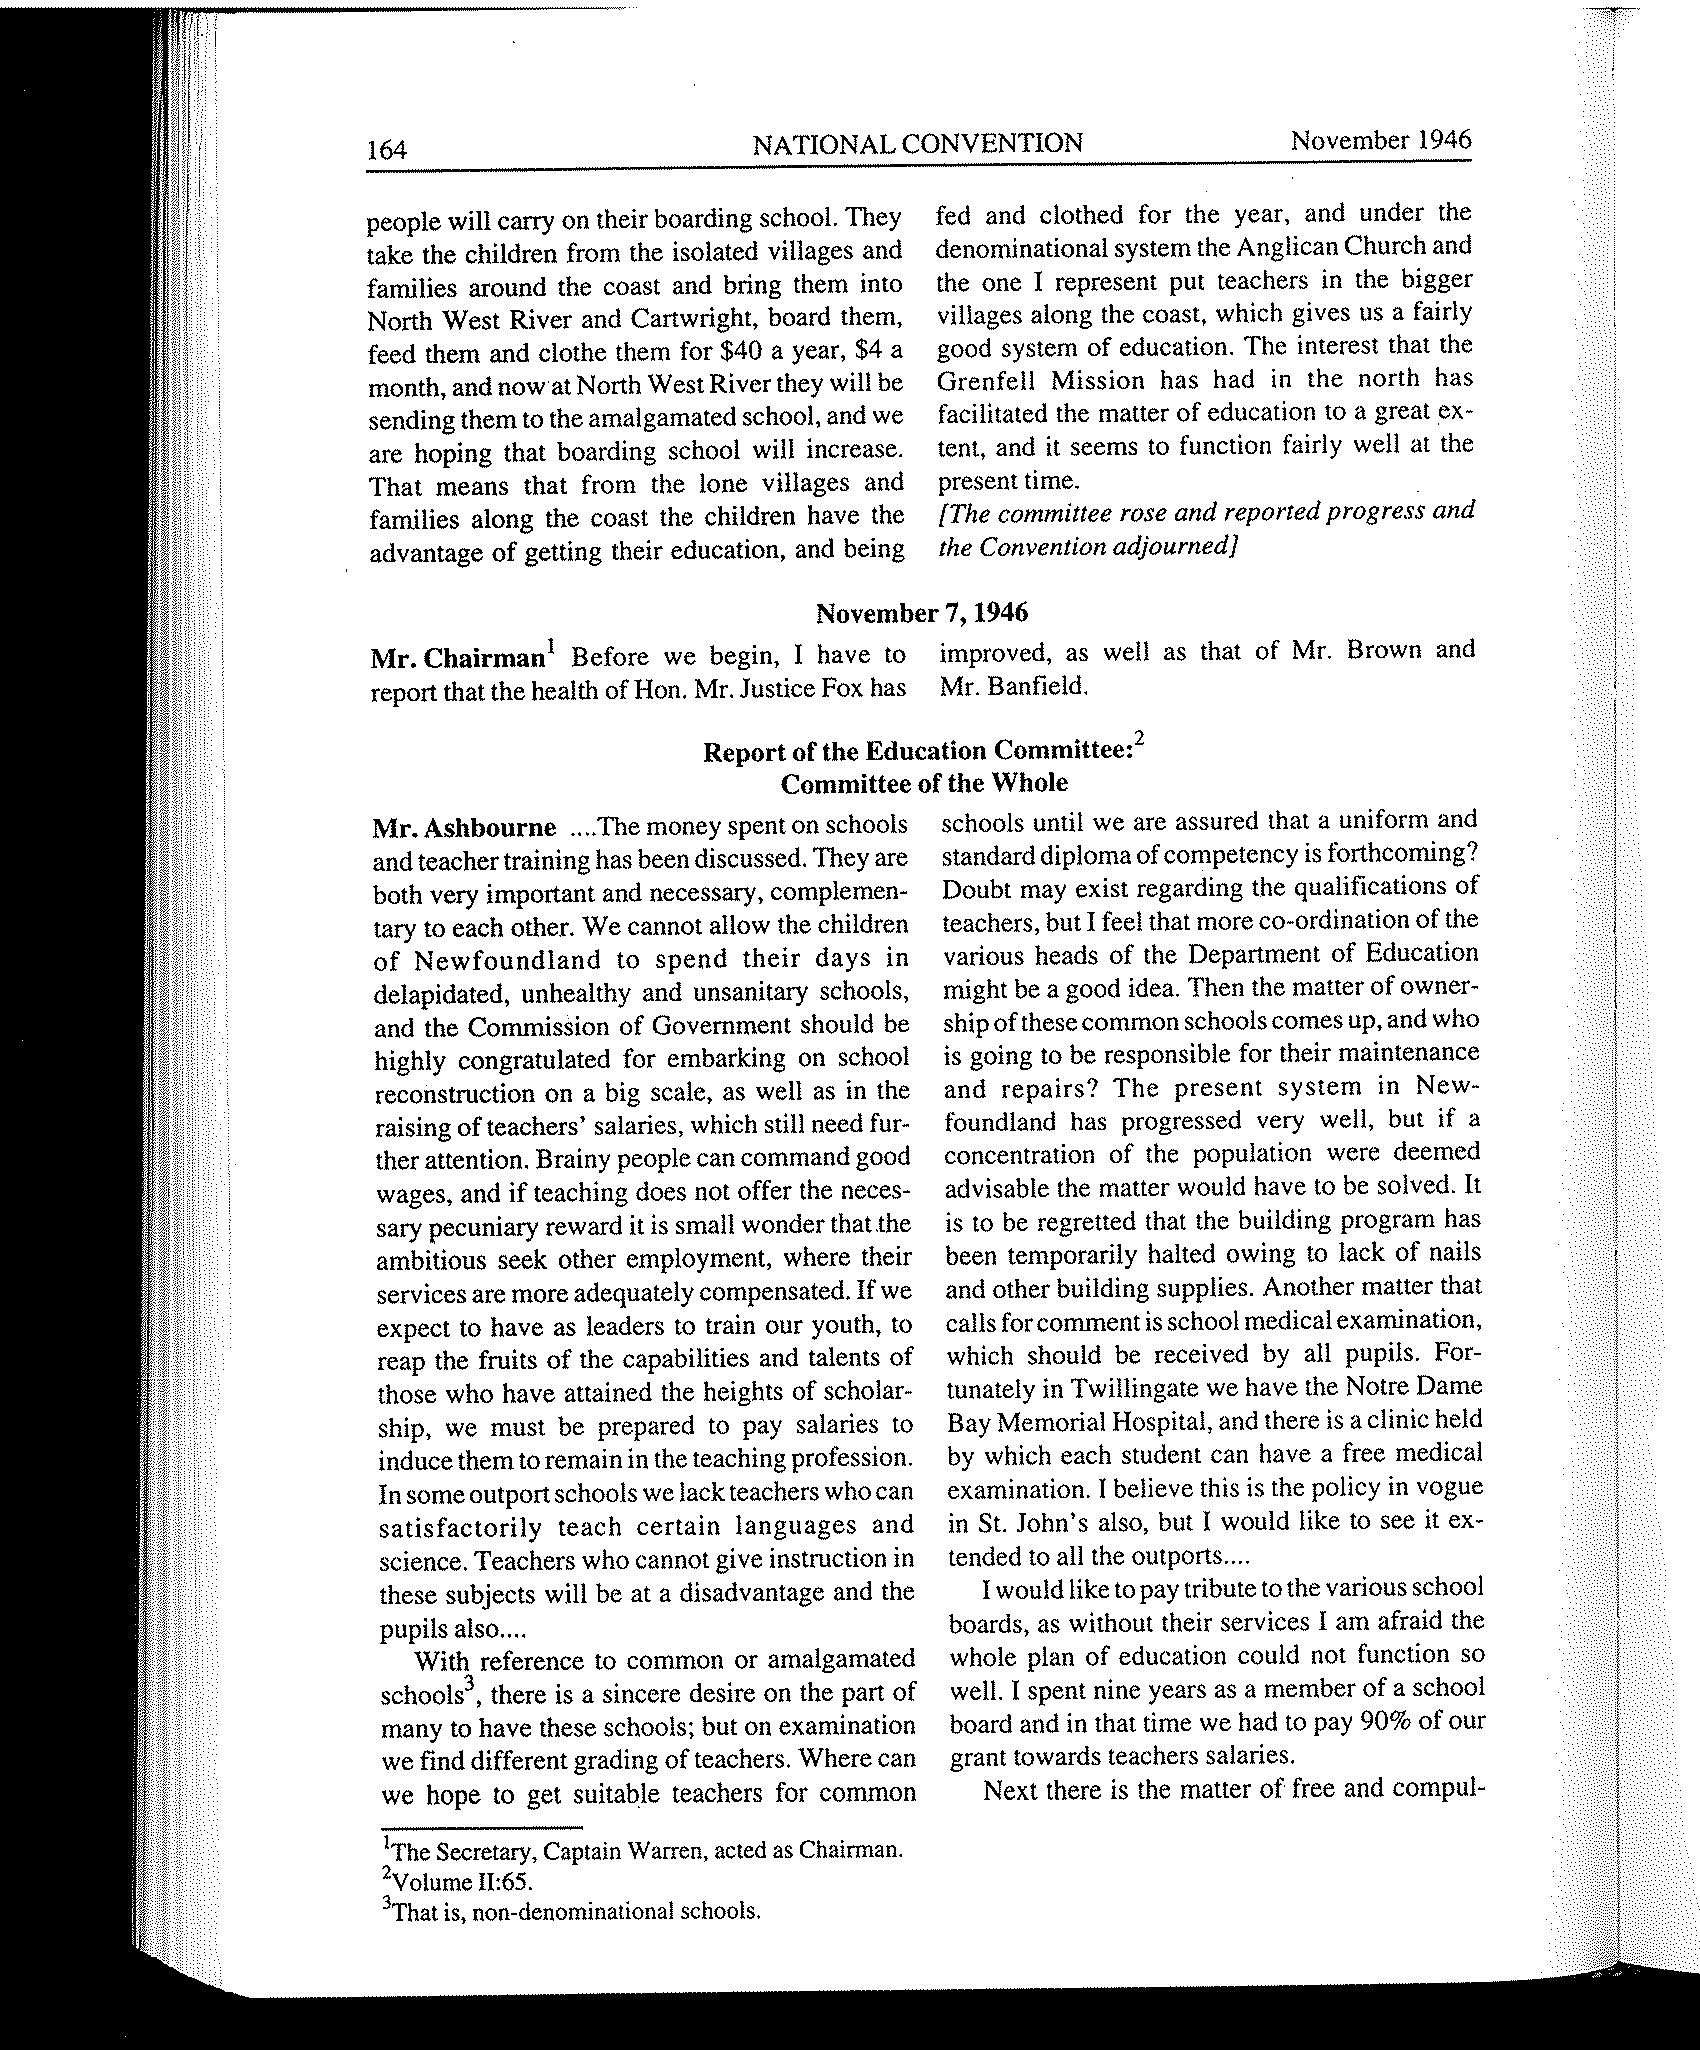 164 NATIONAL CONVENTION November 1946
people will carry on their boarding school. They
take the children from the isolated villages and
families around the coast and bring them into
North West River and Cartwright, board them,
feed them and clothe them for $40 a year, $4 a
month, and now at North West River they will be
sending them to the amalgamated school, and we
are hoping that boarding school will increase.
That means that from the lone villages and
families along the coast the children have the
advantage of getting their education, and being
fed and clothed for the year, and under the
denominational system the Anglican Church and
the one I represent put teachers in the bigger
villages along the coast, which gives us a fairly
good system of education. The interest that the
Grenfell Mission has had in the north has
facilitated the matter of education to a great ex-
tent, and it seems to function fairly well at the
present time.
[The committee rose and reported progress and
the Convention adjourned]
November 7, 1946
Mr. Chairman¹ Before we begin, I have to
report that the health of Hon. Mr. Justice Fox has
improved, as well as that of Mr. Brown and
Mr. Banfield.
Report of the Education Committee:²
Committee of the Whole
Mr. Ashbourne ....The money spent on schools
and teacher training has been discussed. They are
both very important and necessary, complemen-
tary to each other. We cannot allow the children
of Newfoundland to spend their days in
delapidated, unhealthy and unsanitary schools,
and the Commission of Government should be
highly congratulated for embarking on school
reconstruction on a big scale, as well as in the
raising of teachers' salaries, which still need fur-
ther attention. Brainy people can command good
wages, and if teaching does not offer the neces-
sary pecuniary reward it is small wonder that the
ambitious seek other employment, where their
services are more adequately compensated. If we
expect to have as leaders to train our youth, to
reap the fruits of the capabilities and talents of
those who have attained the heights of scholar-
ship, we must be prepared to pay salaries to
induce them to remain in the teaching profession.
In some outport schools we lack teachers who can
satisfactorily teach certain languages and
science. Teachers who cannot give instruction in
these subjects will be at a disadvantage and the
pupils also....
With reference to common or amalgamated
schools³, there is a sincere desire on the part of
many to have these schools; but on examination
we find different grading of teachers. Where can
we hope to get suitable teachers for common
schools until we are assured that a uniform and
standard diploma of competency is forthcoming?
Doubt may exist regarding the qualifications of
teachers, but I feel that more co-ordination of the
various heads of the Department of Education
might be a good idea. Then the matter of owner-
ship of these common schools comes up, and who
is going to be responsible for their maintenance
and repairs? The present system in New-
foundland has progressed very well, but if a
concentration of the population were deemed
advisable the matter would have to be solved. It
is to be regretted that the building program has
been temporarily halted owing to lack of nails
and other building supplies. Another matter that
calls for comment is school medical examination,
which should be received by all pupils. For-
tunately in Twillingate we have the Notre Dame
Bay Memorial Hospital, and there is a clinic held
by which each student can have a free medical
examination. I believe this is the policy in vogue
in St. John's also, but I would like to see it ex-
tended to all the outports....
I would like to pay tribute to the various school
boards, as without their services I am afraid the
whole plan of education could not function so
well. I spent nine years as a member of a school
board and in that time we had to pay 90% of our
grant towards teachers salaries.
Next there is the matter of free and compul-
¹The Secretary, Captain Warren, acted as Chairman.
²Volume II:65.
³That is, non-denominational schools.